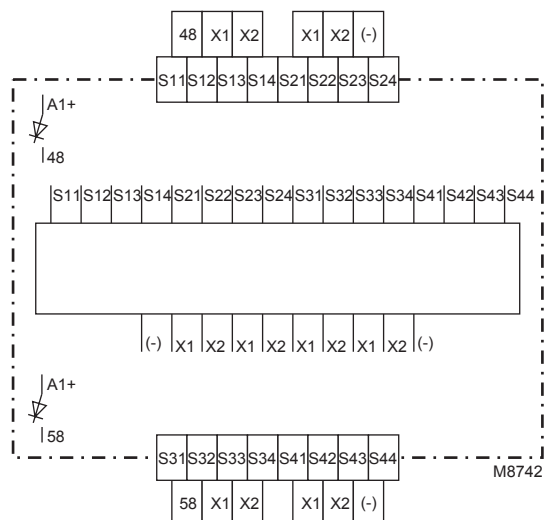 48 X1 X2 X1 X2 (-)
S11 S12 S13 S14 S21 S22 S23 S24
A1+
48
S11 S12 S13 S14 S21 S22 S23 S24 S31 S32 S33 S34 S41 S42 S43 S44
(-) X1 X2 X1 X2 X1 X2 X1 X2 (-)
A1+
58
S31 S32 S33 S34 S41 S42 S43 S44
M8742
58 X1 X2 X1 X2 (-)